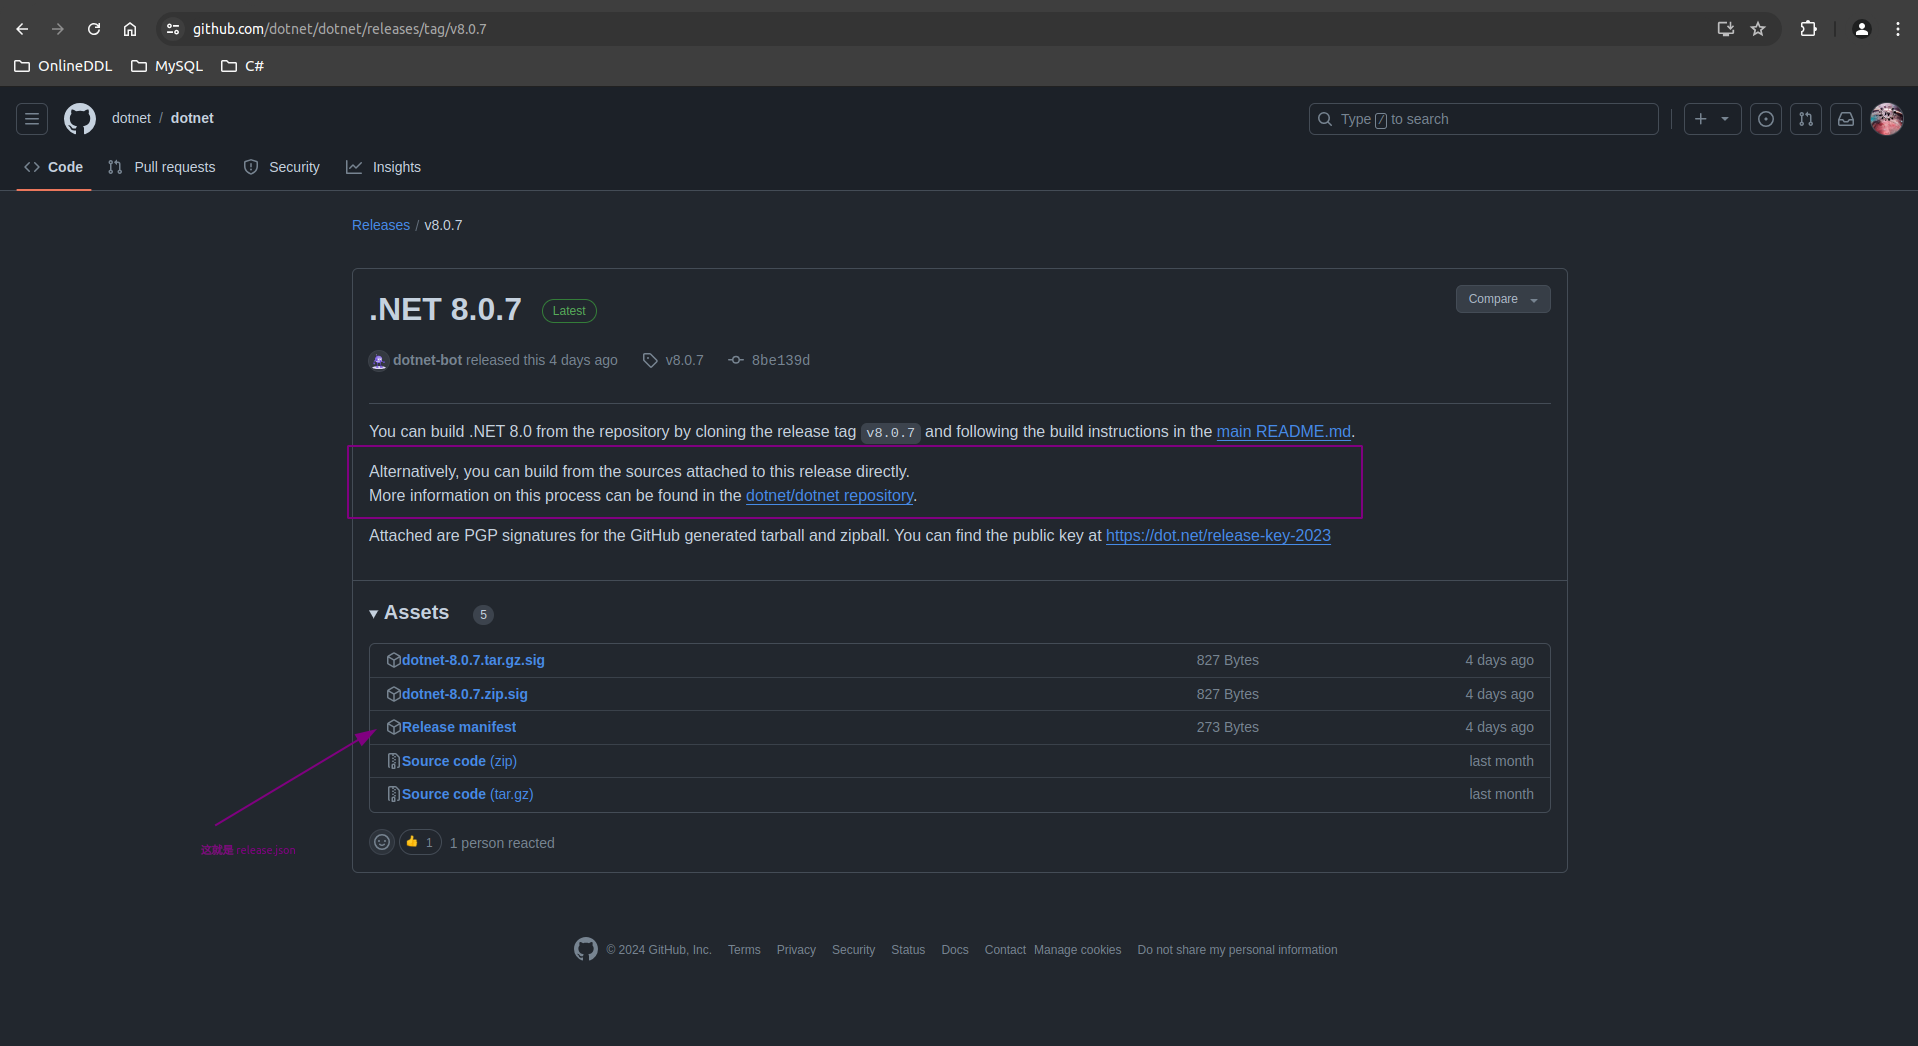 github.com/dotnet/dotnet/releases/tag/v8.0.7
OnlineDDL MySQL C#
dotnet / dotnet
Type / to search
Code Pull requests Security Insights
Releases / v8.0.7
.NET 8.0.7 Latest
Compare
dotnet-bot released this 4 days ago v8.0.7 8be139d
You can build .NET 8.0 from the repository by cloning the release tag v8.0.7 and following the build instructions in the main README.md.
Alternatively, you can build from the sources attached to this release directly.
More information on this process can be found in the dotnet/dotnet repository.
Attached are PGP signatures for the GitHub generated tarball and zipball. You can find the public key at https://dot.net/release-key-2023
Assets 5
dotnet-8.0.7.tar.gz.sig 827 Bytes 4 days ago
dotnet-8.0.7.zip.sig 827 Bytes 4 days ago
Release manifest 273 Bytes 4 days ago
Source code (zip) last month
Source code (tar.gz) last month
1 1 person reacted
这就是 release.json
© 2024 GitHub, Inc. Terms Privacy Security Status Docs Contact Manage cookies Do not share my personal information